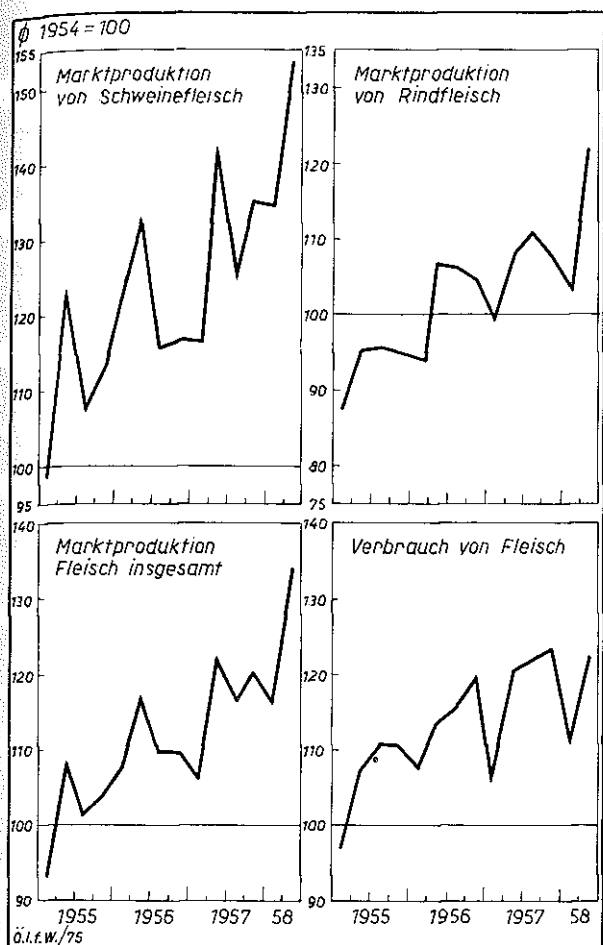 ϕ 1954 = 100
Marktproduktion
von Schweinefleisch
155
150
140
130
120
110
100
95
Marktproduktion
von Rindfleisch
135
120
110
100
90
80
75
Marktproduktion
Fleisch insgesamt
140
130
120
110
100
90
Verbrauch von Fleisch
140
130
120
110
100
90
1955 1956 1957 58
1955 1956 1957 58
Ö.I.f.W./75